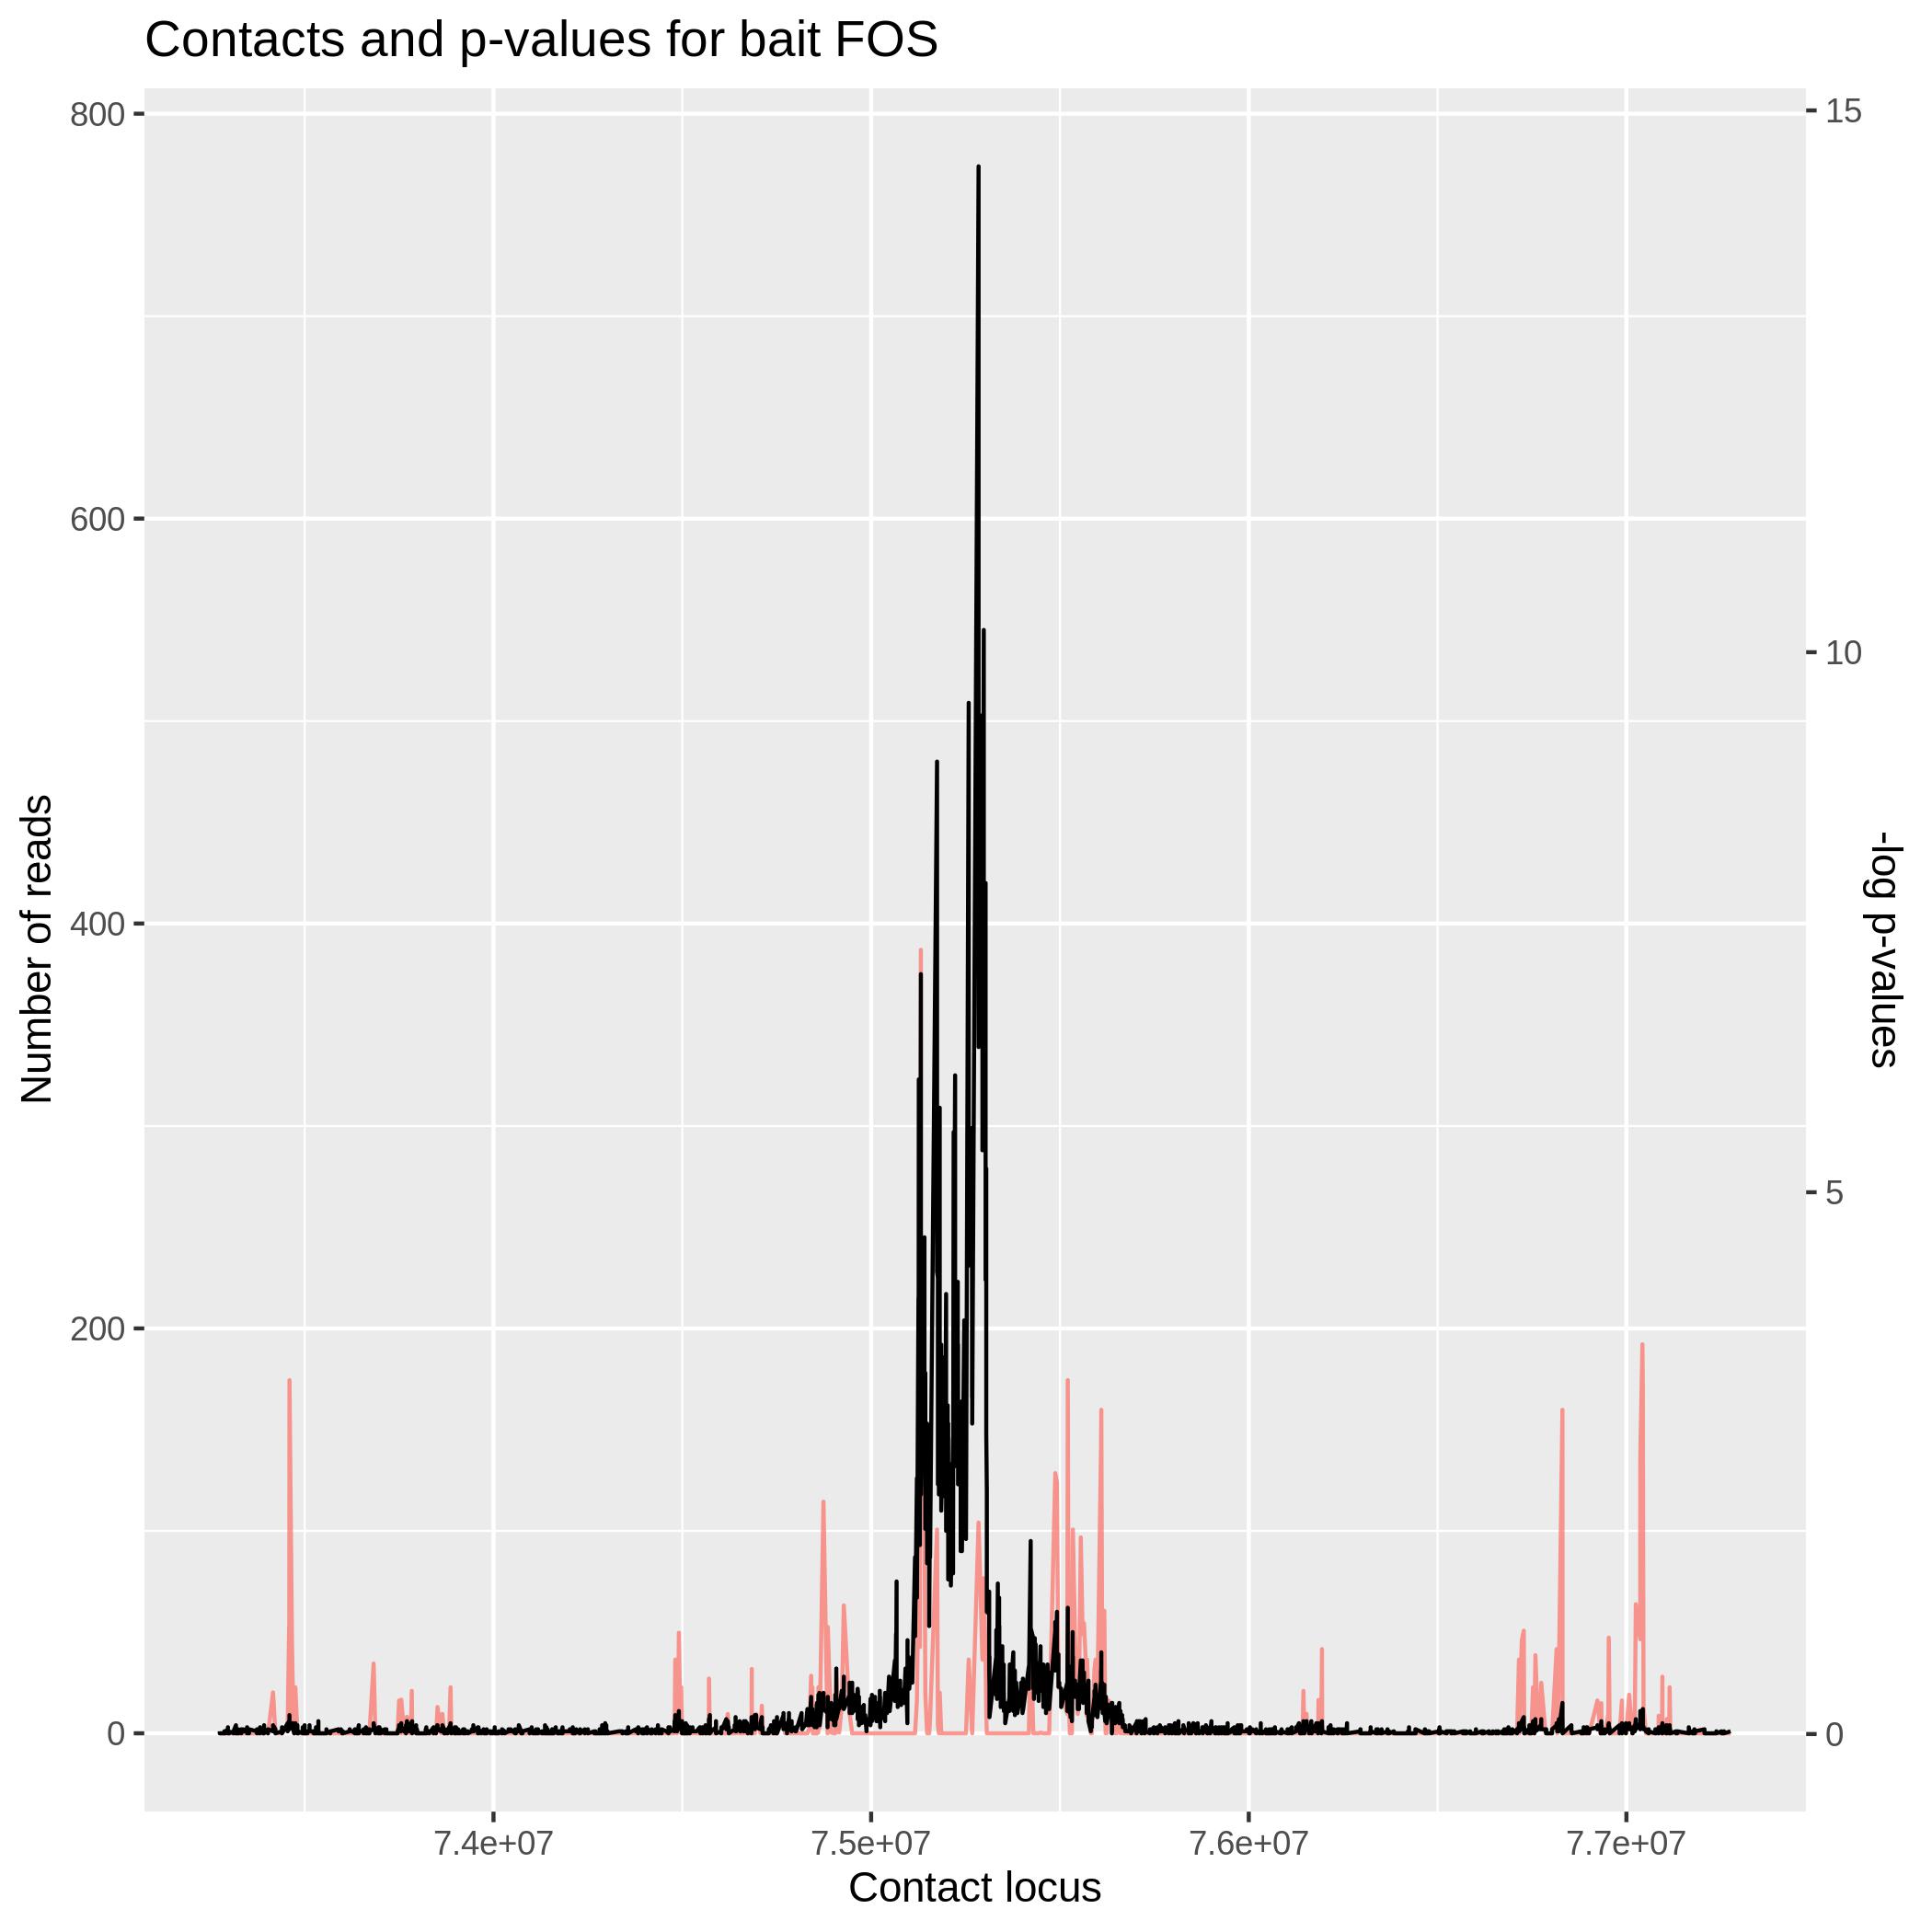 Contacts and p-values for bait FOS
800
600
400
200
0
Number of reads
15
10
5
0
-log p-values
7.4e+07
7.5e+07
7.6e+07
7.7e+07
Contact locus